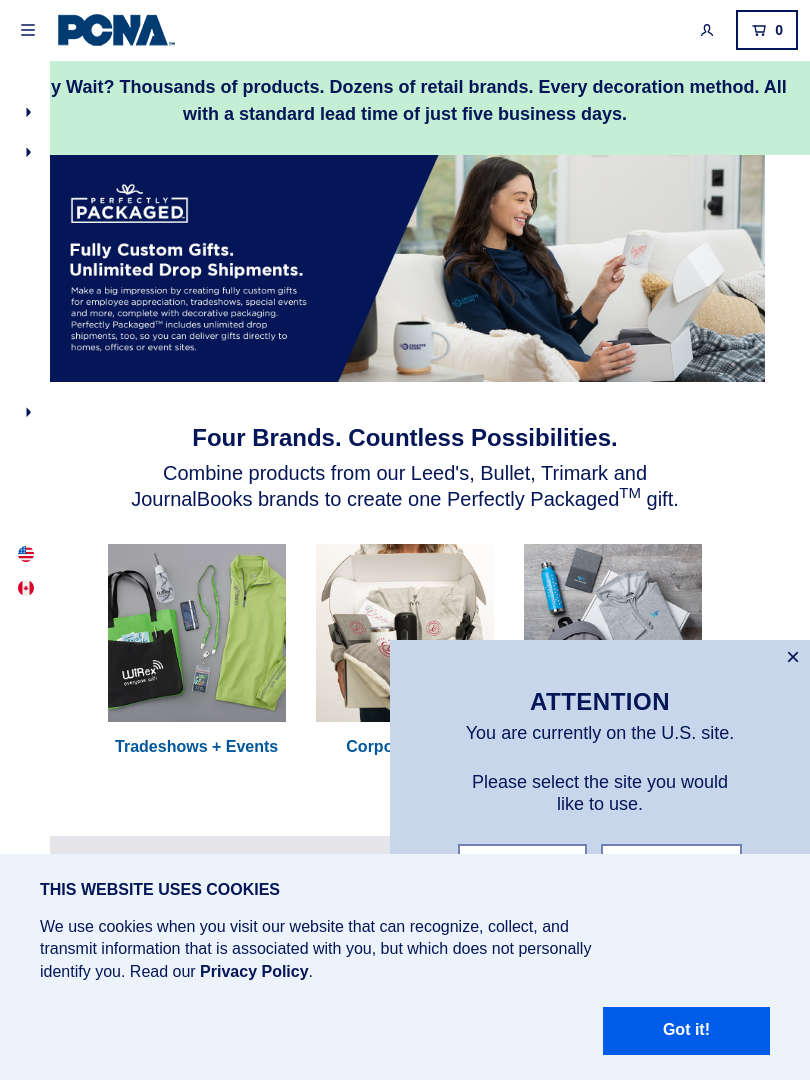 PCNA
0
y Wait? Thousands of products. Dozens of retail brands. Every decoration method. All
with a standard lead time of just five business days.
PERFECTLY
PACKAGED
Fully Custom Gifts.
Unlimited Drop Shipments.
Make a big impression by creating fully custom gifts
for employee appreciation, tradeshows, special events
and more, complete with decorative packaging.
Perfectly Packaged™ includes unlimited drop
shipments, too, so you can deliver gifts directly to
homes, offices or event sites.
Four Brands. Countless Possibilities.
Combine products from our Leed's, Bullet, Trimark and
JournalBooks brands to create one Perfectly Packaged™ gift.
WiRex
everyone wifi
Tradeshows + Events
Corpo
ATTENTION
You are currently on the U.S. site.
Please select the site you would
like to use.
THIS WEBSITE USES COOKIES
We use cookies when you visit our website that can recognize, collect, and
transmit information that is associated with you, but which does not personally
identify you. Read our Privacy Policy.
Got it!